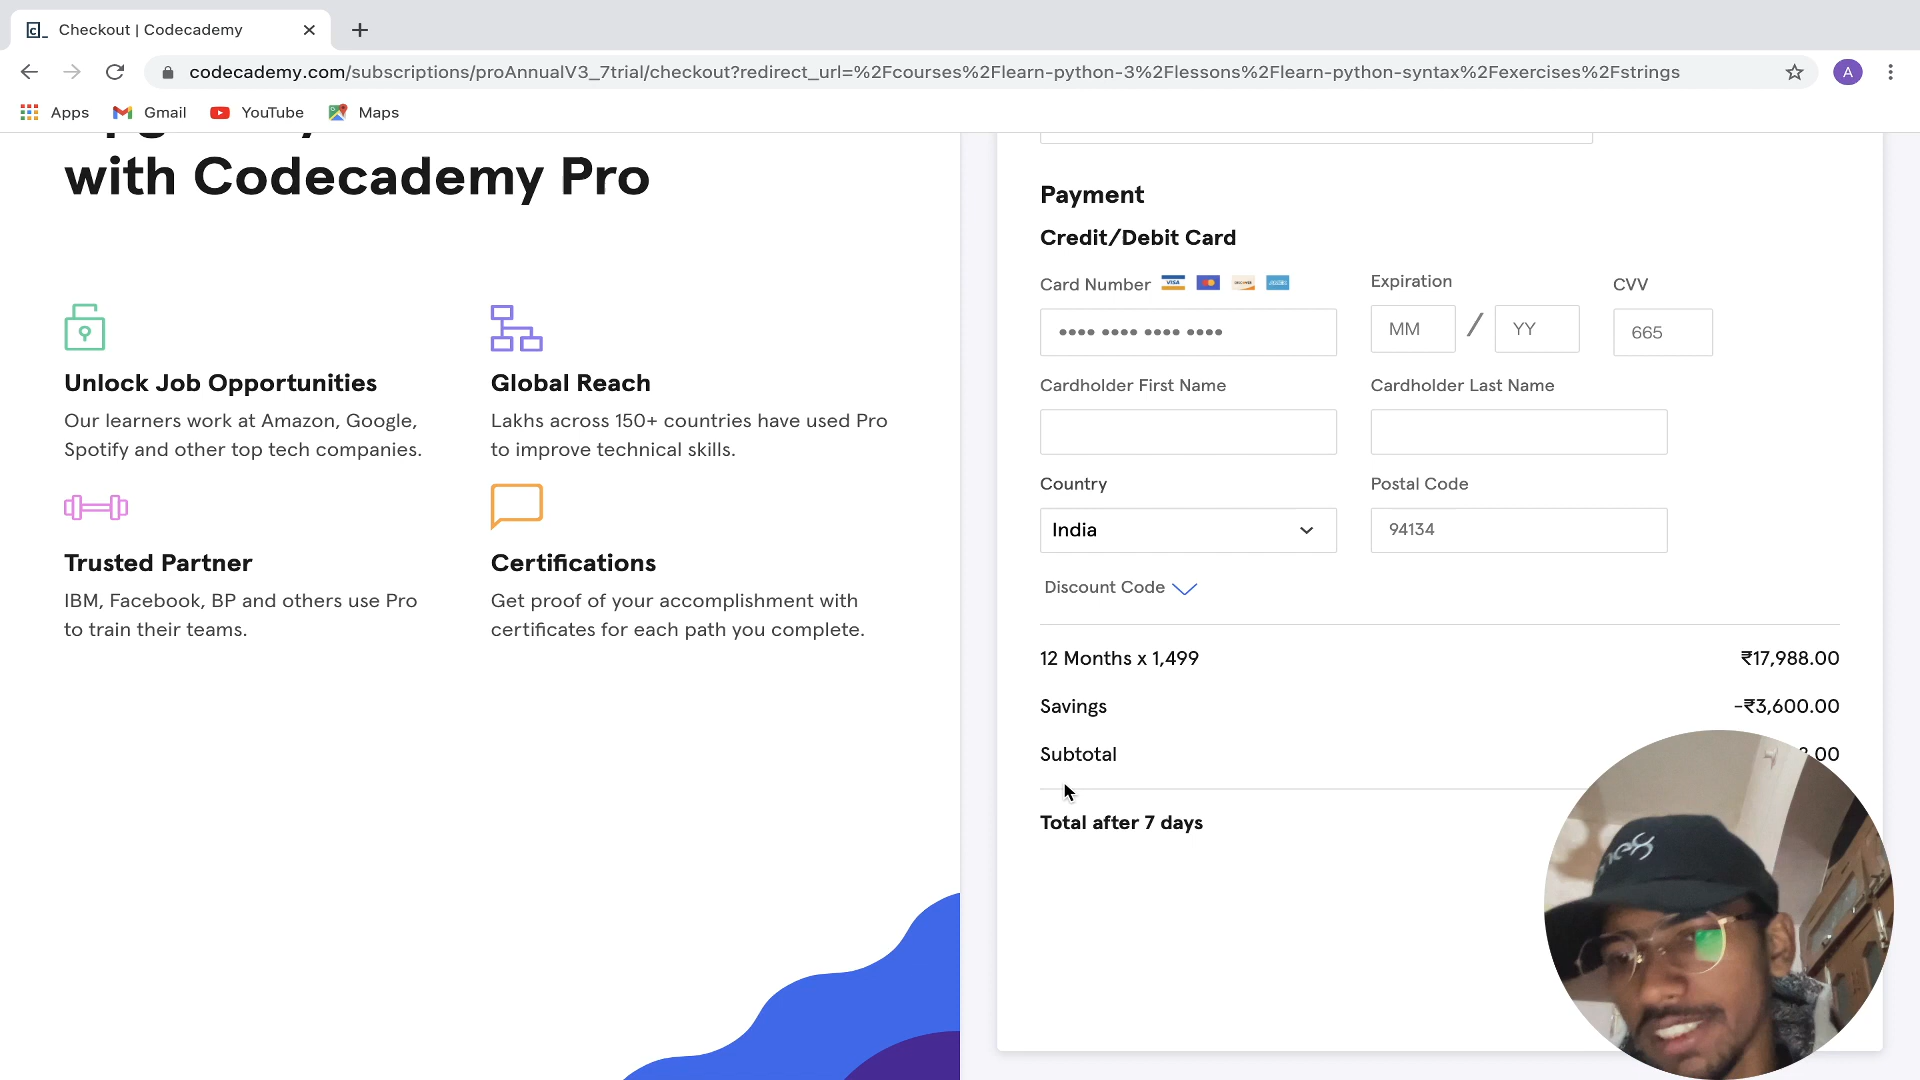 Checkout | Codecademy
codecademy.com/subscriptions/proAnnualV3_7trial/checkout?redirect_url=%2Fcourses%2Flearn-python-3%2Flessons%2Flearn-python-syntax%2Fexercises%2Fstrings
A
Apps
Gmail
YouTube
Maps
with Codecademy Pro
Unlock Job Opportunities
Our learners work at Amazon, Google,
Spotify and other top tech companies.
Global Reach
Lakhs across 150+ countries have used Pro
to improve technical skills.
Trusted Partner
IBM, Facebook, BP and others use Pro
to train their teams.
Certifications
Get proof of your accomplishment with
certificates for each path you complete.
Payment
Credit/Debit Card
Card Number
VISA
Expiration
CVV
•••• •••• •••• ••••
MM / YY
665
Cardholder First Name
Cardholder Last Name
Country
Postal Code
India
94134
Discount Code
12 Months x 1,499 ₹17,988.00
Savings -₹3,600.00
Subtotal .00
Total after 7 days